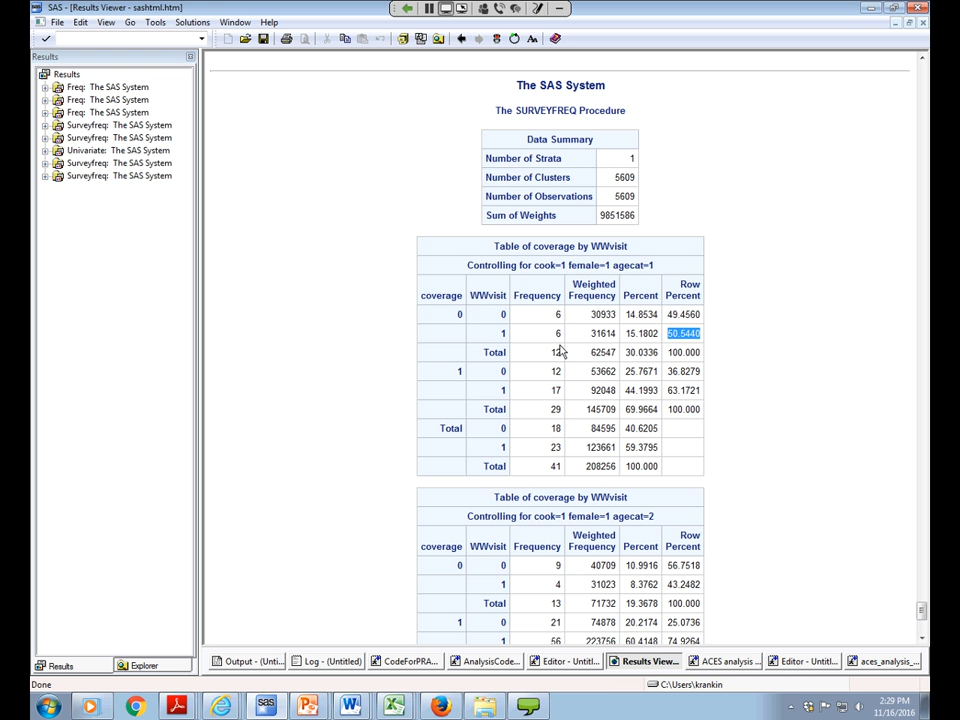 SAS - [Results Viewer - sashtml.htm]
File Edit View Go Tools Solutions Window Help
Results
Results
Freq: The SAS System
Freq: The SAS System
Freq: The SAS System
Surveyfreq: The SAS System
Surveyfreq: The SAS System
Univariate: The SAS System
Surveyfreq: The SAS System
Surveyfreq: The SAS System
The SAS System
The SURVEYFREQ Procedure
Data Summary
Number of Strata 1
Number of Clusters 5609
Number of Observations 5609
Sum of Weights 9851586
Table of coverage by WWvisit
Controlling for cook=1 female=1 agecat=1
coverage WWvisit Frequency Weighted Frequency Percent Row Percent
0 0 6 30933 14.8534 49.4560
1 6 31614 15.1802 50.5440
Total 12 62547 30.0336 100.000
1 0 12 53662 25.7671 36.8279
1 17 92048 44.1993 63.1721
Total 29 145709 69.9664 100.000
Total 0 18 84595 40.6205
1 23 123661 59.3795
Total 41 208256 100.000
Table of coverage by WWvisit
Controlling for cook=1 female=1 agecat=2
coverage WWvisit Frequency Weighted Frequency Percent Row Percent
0 0 9 40709 10.9916 56.7518
1 4 31023 8.3762 43.2482
Total 13 71732 19.3678 100.000
1 0 21 74878 20.2174 25.0736
1 56 223756 60.4148 74.9264
Results Explorer
Output - (Unti... Log - (Untitled) CodeForPRA... AnalysisCode... Editor - Untitl... Results View... ACES analysis ... Editor - Untitl... aces_analysis_...
Done C:\Users\krankin
2:29 PM
11/16/2016